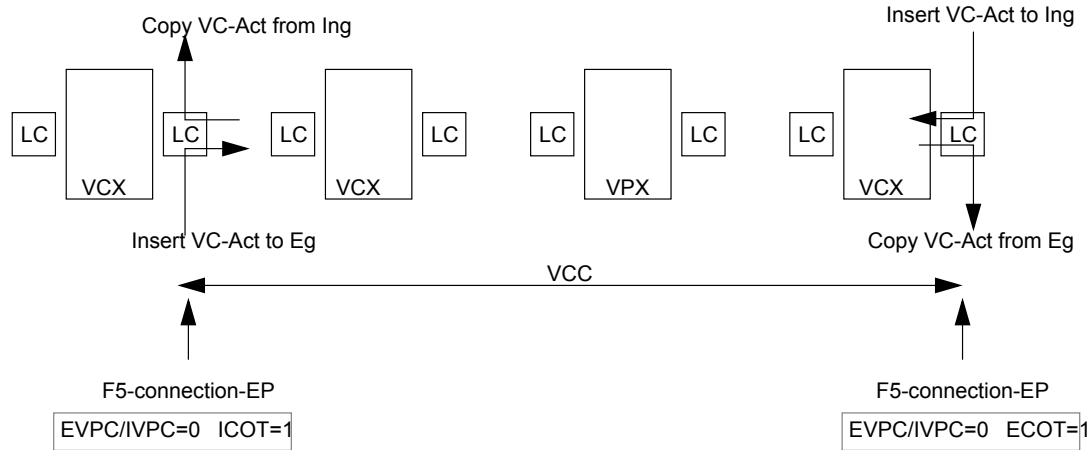 Copy VC-Act from Ing
Insert VC-Act to Ing
LC
LC
LC
LC
LC
LC
LC
LC
VCX
VCX
VPX
VCX
Insert VC-Act to Eg
Copy VC-Act from Eg
VCC
F5-connection-EP
F5-connection-EP
EVPC/IVPC=0 ICOT=1
EVPC/IVPC=0 ECOT=1